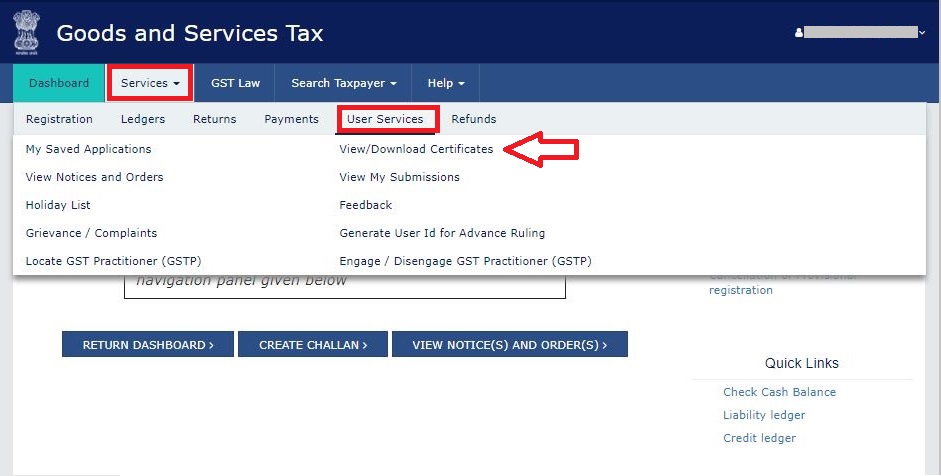 Goods and Services Tax
Dashboard Services GST Law Search Taxpayer Help
Registration Ledgers Returns Payments User Services Refunds
My Saved Applications View/Download Certificates
View Notices and Orders View My Submissions
Holiday List Feedback
Grievance / Complaints Generate User Id for Advance Ruling
Locate GST Practitioner (GSTP) Engage / Disengage GST Practitioner (GSTP)
navigation panel given below
registration
RETURN DASHBOARD > CREATE CHALLAN > VIEW NOTICE(S) AND ORDER(S) >
Quick Links
Check Cash Balance
Liability ledger
Credit ledger